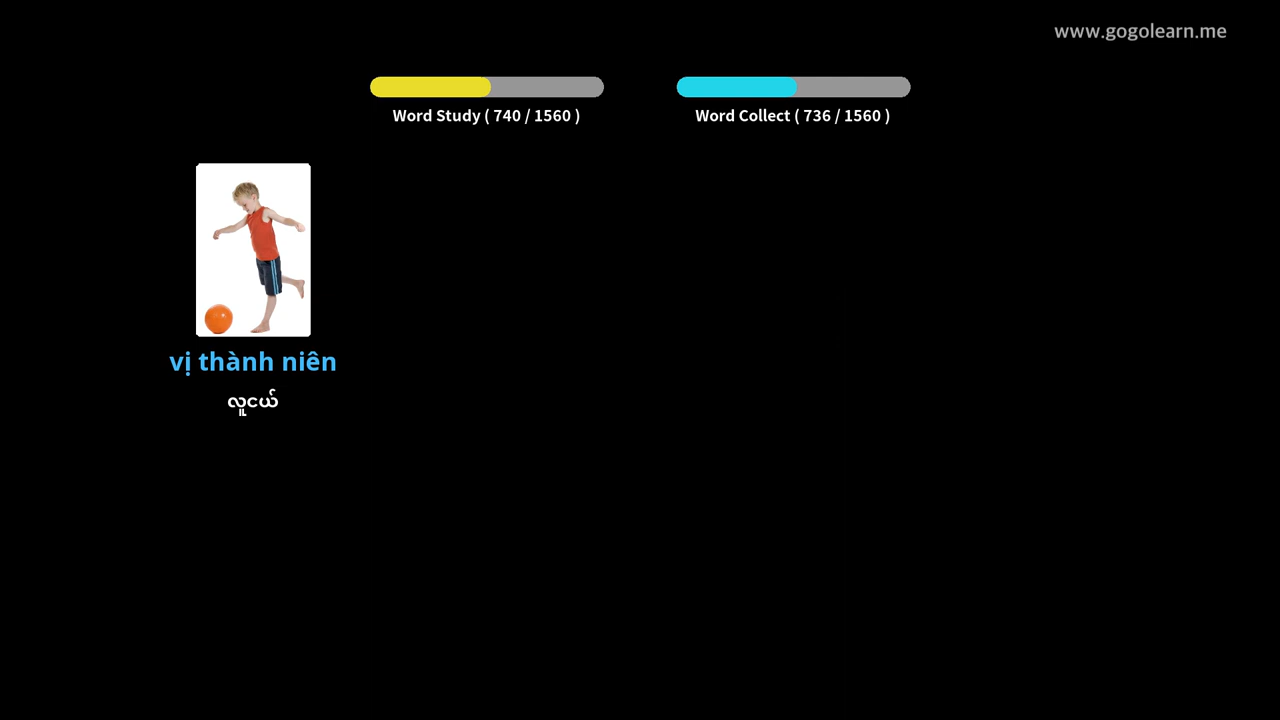 www.gogolearn.me
Word Study ( 740 / 1560 )
Word Collect ( 736 / 1560 )
vị thành niên
လူငယ်